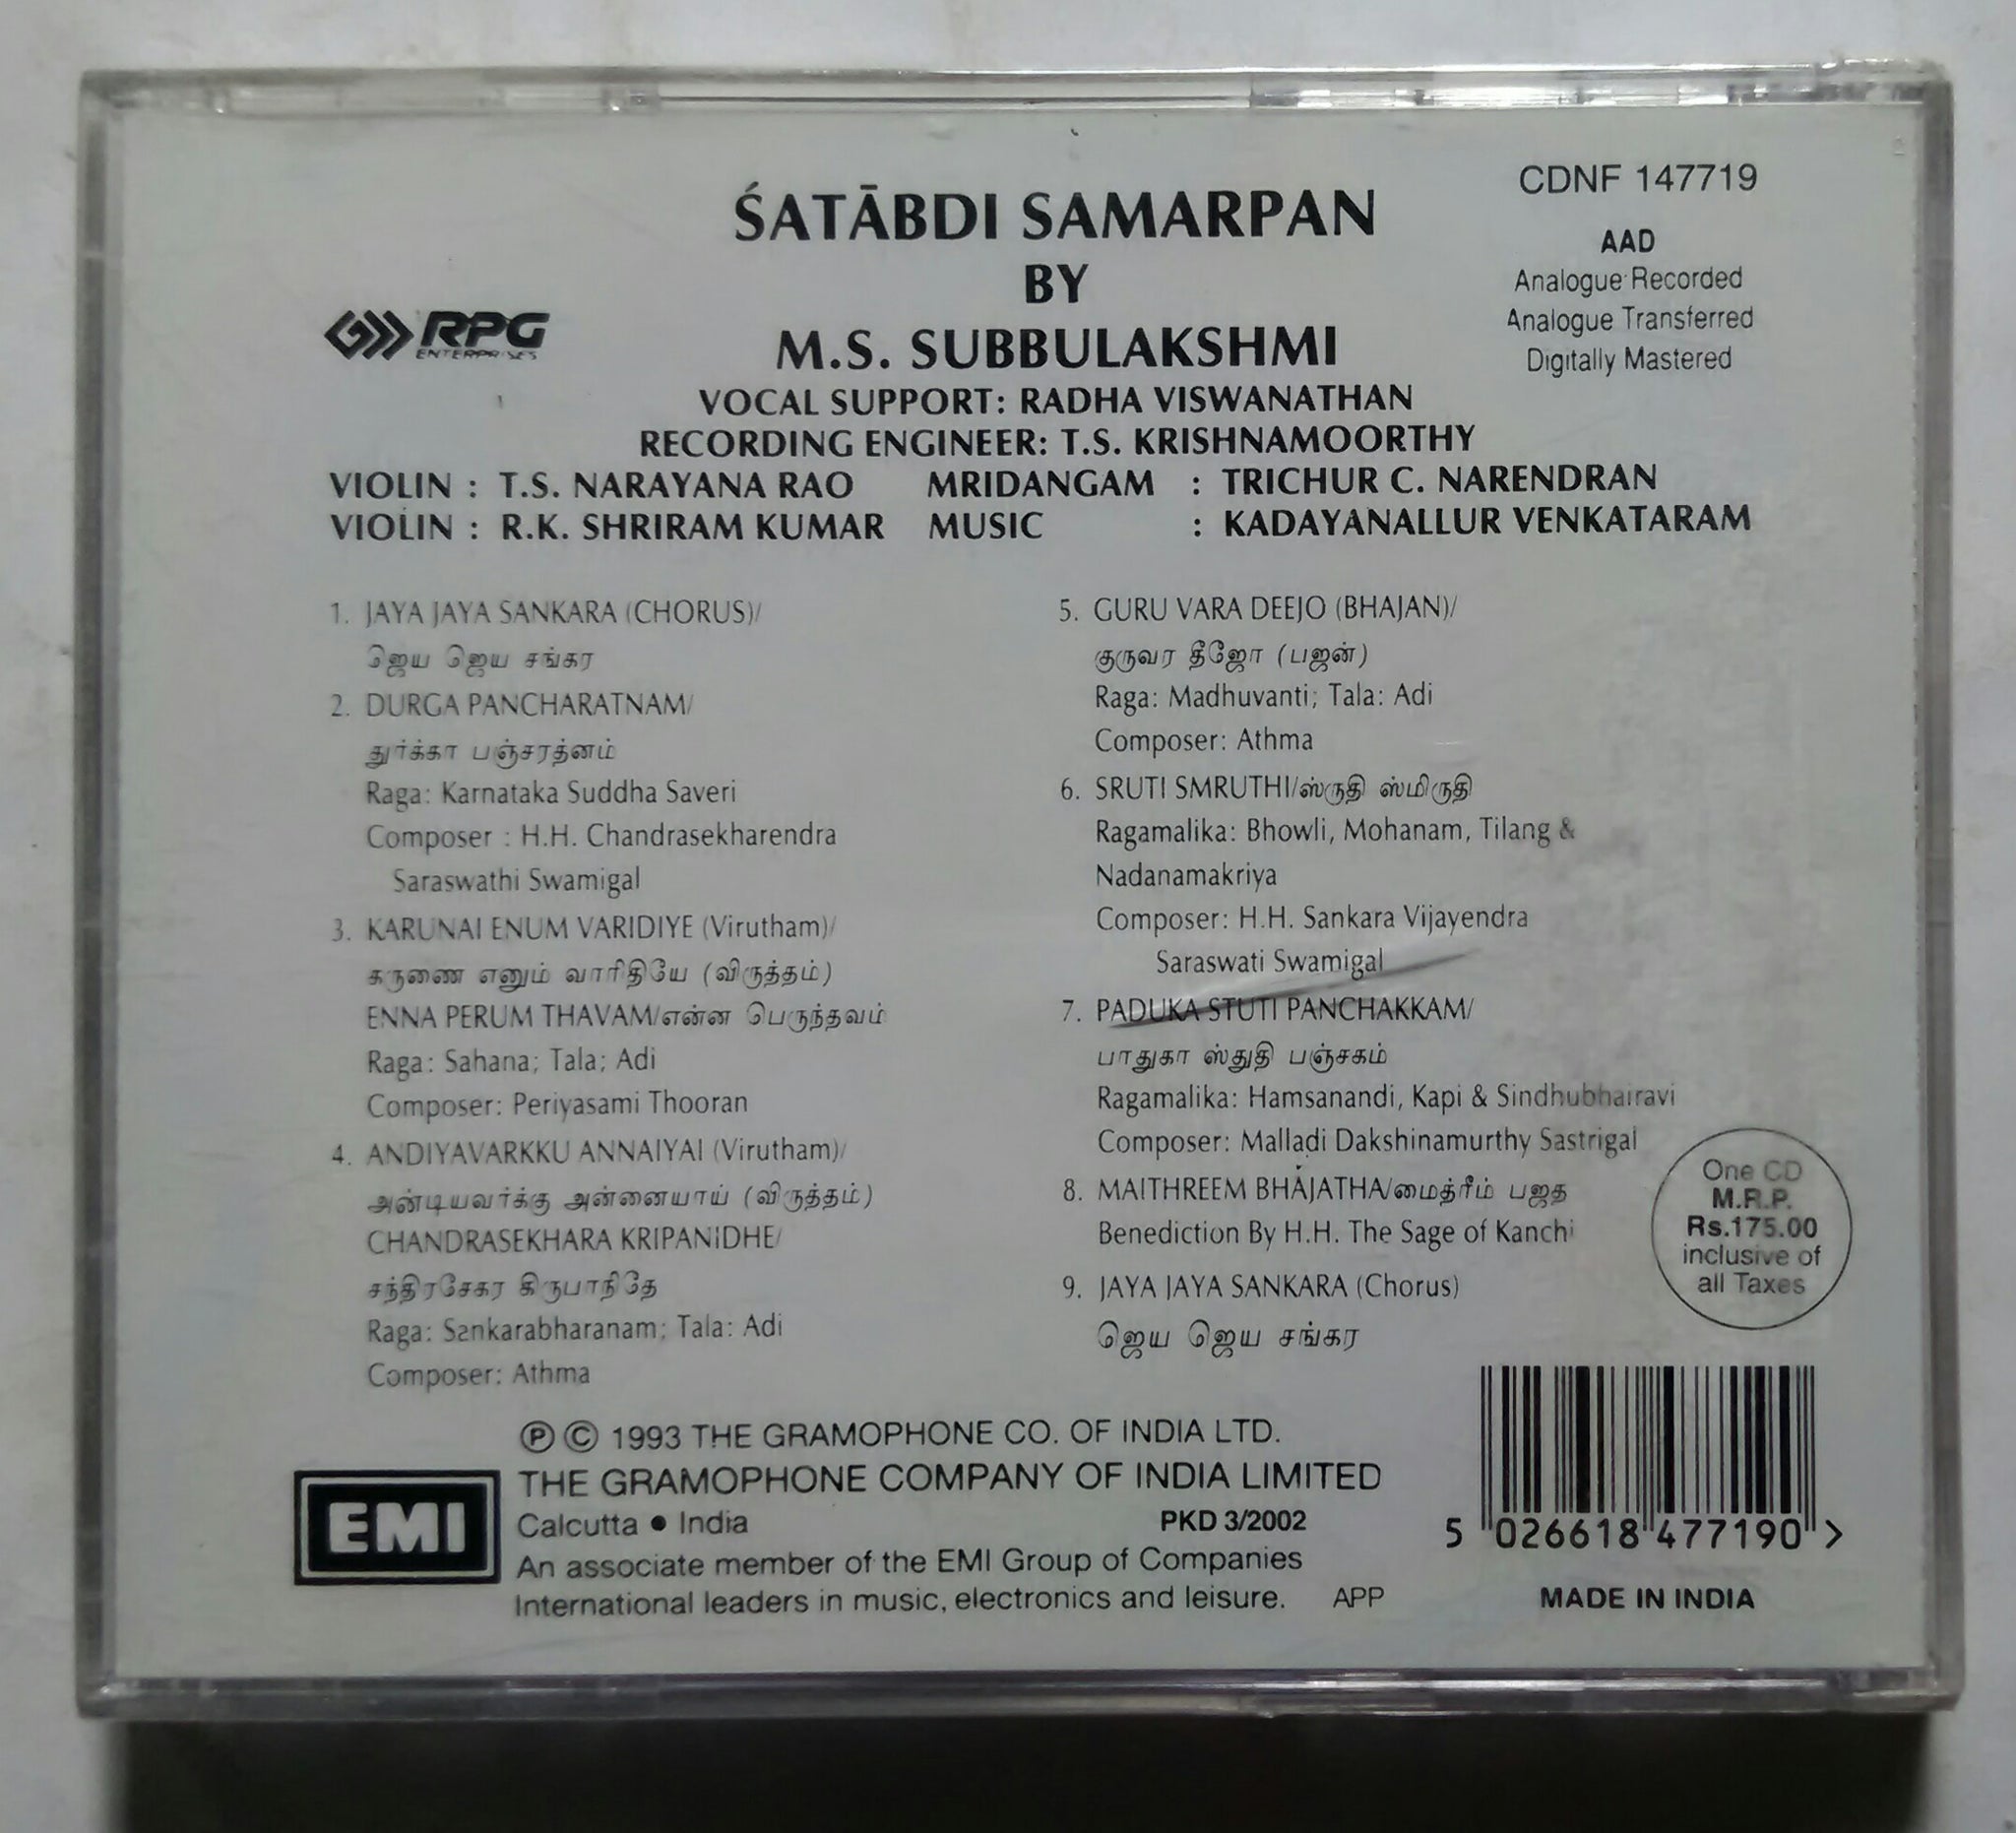 ŚATĀBDI SAMARPAN
BY
M.S. SUBBULAKSHMI
CDNF 147719
AAD
Analogue Recorded
Analogue Transferred
Digitally Mastered
RPG
ENTERPRISES
VOCAL SUPPORT: RADHA VISWANATHAN
RECORDING ENGINEER: T.S. KRISHNAMOORTHY
VIOLIN : T.S. NARAYANA RAO MRIDANGAM : TRICHUR C. NARENDRAN
VIOLIN : R.K. SHRIRAM KUMAR MUSIC : KADAYANALLUR VENKATARAM
1. JAYA JAYA SANKARA (CHORUS)/
ஜெய ஜெய சங்கர
2. DURGA PANCHARATNAM/
துர்க்கா பஞ்சரத்னம்
Raga: Karnataka Suddha Saveri
Composer : H.H. Chandrasekharendra
Saraswathi Swamigal
3. KARUNAI ENUM VARIDIYE (Virutham)/
கருணை எனும் வாரிதியே (விருத்தம்)
ENNA PERUM THAVAM/என்ன பெருந்தவம்
Raga: Sahana; Tala; Adi
Composer: Periyasami Thooran
4. ANDIYAVARKKU ANNAIYAI (Virutham)/
அண்டியவர்க்கு அன்னையாய் (விருத்தம்)
CHANDRASEKHARA KRIPANIDHE/
சந்திரசேகர கிருபாநிதே
Raga: Sankarabharanam; Tala: Adi
Composer: Athma
5. GURU VARA DEEJO (BHAJAN)/
குருவர தீஜோ (பஜன்)
Raga: Madhuvanti; Tala: Adi
Composer: Athma
6. SRUTI SMRUTHI/ஸ்ருதி ஸ்மிருதி
Ragamalika: Bhowli, Mohanam, Tilang &
Nadanamakriya
Composer: H.H. Sankara Vijayendra
Saraswati Swamigal
7. PADUKA STUTI PANCHAKKAM/
பாதுகா ஸ்துதி பஞ்சகம்
Ragamalika: Hamsanandi, Kapi & Sindhubhairavi
Composer: Malladi Dakshinamurthy Sastrigal
8. MAITHREEM BHAJATHA/மைத்ரீம் பஜத
Benediction By H.H. The Sage of Kanchi
9. JAYA JAYA SANKARA (Chorus)
ஜெய ஜெய சங்கர
One CD
M.R.P.
Rs.175.00
inclusive of
all Taxes
Ⓟ © 1993 THE GRAMOPHONE CO. OF INDIA LTD.
THE GRAMOPHONE COMPANY OF INDIA LIMITED
Calcutta • India PKD 3/2002
An associate member of the EMI Group of Companies
International leaders in music, electronics and leisure. APP
EMI
5 026618 477190 >
MADE IN INDIA